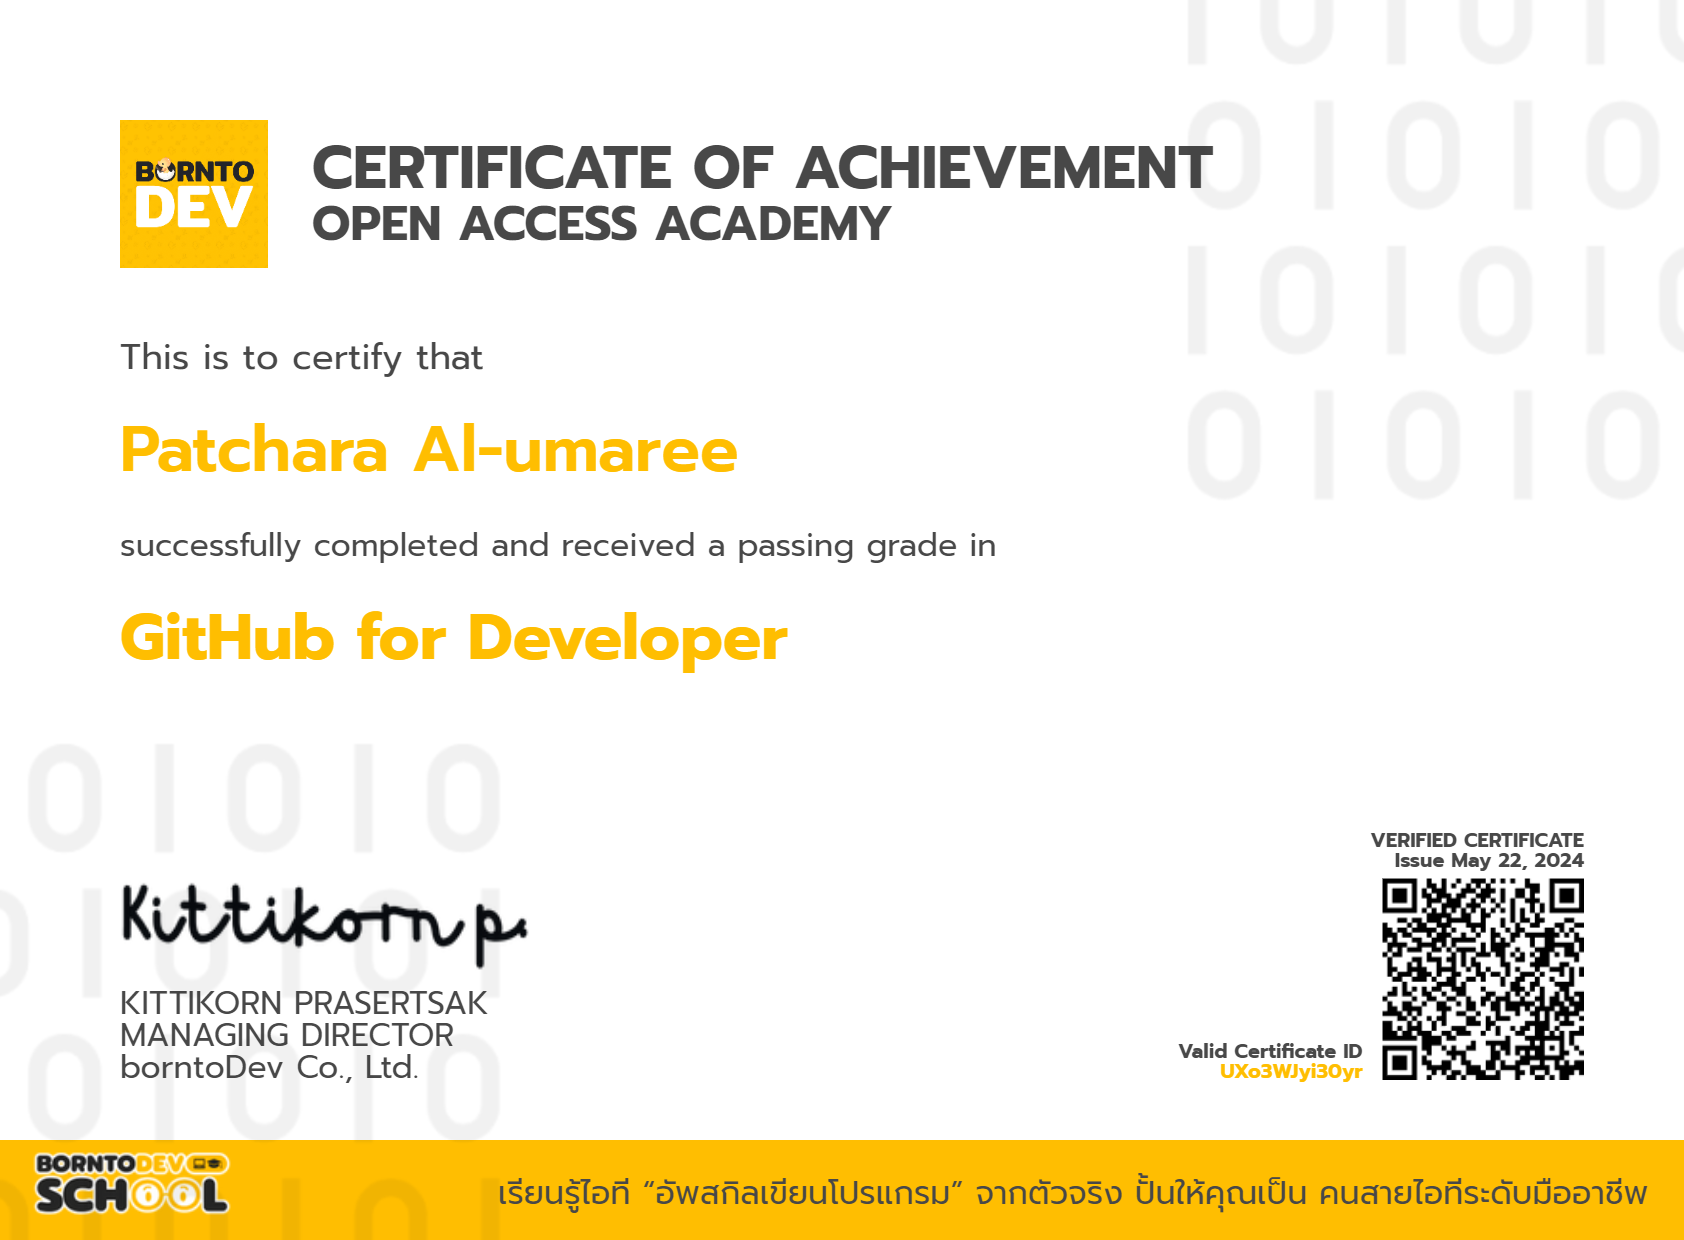 BORNTO
DEV
CERTIFICATE OF ACHIEVEMENT
OPEN ACCESS ACADEMY
This is to certify that
Patchara Al-umaree
successfully completed and received a passing grade in
GitHub for Developer
Kittikorn p.
KITTIKORN PRASERTSAK
MANAGING DIRECTOR
borntoDev Co., Ltd.
VERIFIED CERTIFICATE
Issue May 22, 2024
Valid Certificate ID
UXo3WJyi30yr
BORNTODEV
SCHOOL
เรียนรู้ไอที “อัพสกิลเขียนโปรแกรม” จากตัวจริง ปั้นให้คุณเป็น คนสายไอทีระดับมืออาชีพ